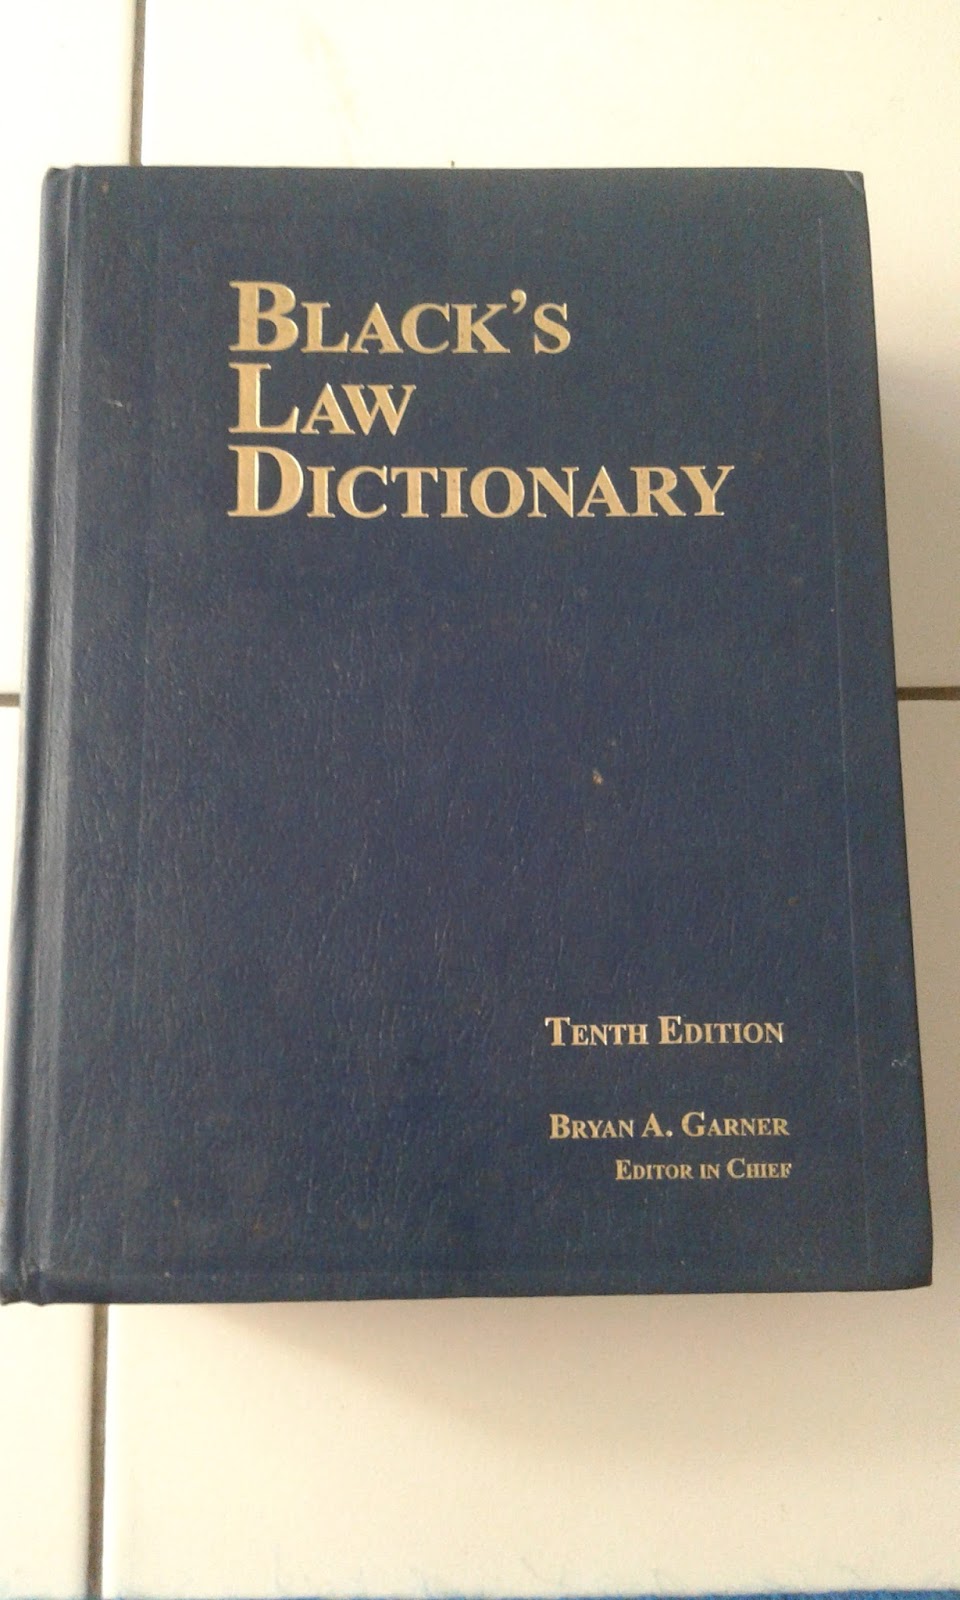 BLACK'S
LAW
DICTIONARY
TENTH EDITION
BRYAN A. GARNER
EDITOR IN CHIEF